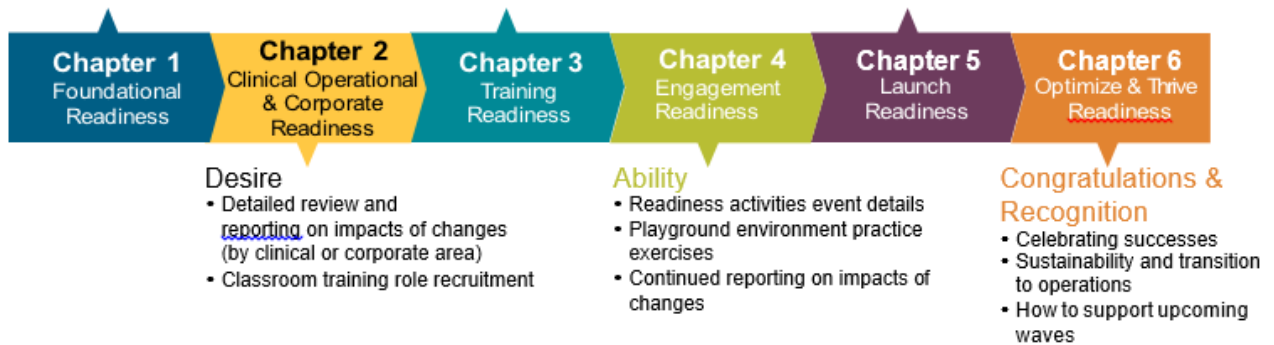 Chapter 1
Foundational
Readiness
Chapter 2
Clinical Operational
& Corporate
Readiness
Chapter 3
Training
Readiness
Chapter 4
Engagement
Readiness
Chapter 5
Launch
Readiness
Chapter 6
Optimize & Thrive
Readiness
Desire
• Detailed review and
reporting on impacts of changes
(by clinical or corporate area)
• Classroom training role recruitment
Ability
• Readiness activities event details
• Playground environment practice
exercises
• Continued reporting on impacts of
changes
Congratulations &
Recognition
• Celebrating successes
• Sustainability and transition
to operations
• How to support upcoming
waves